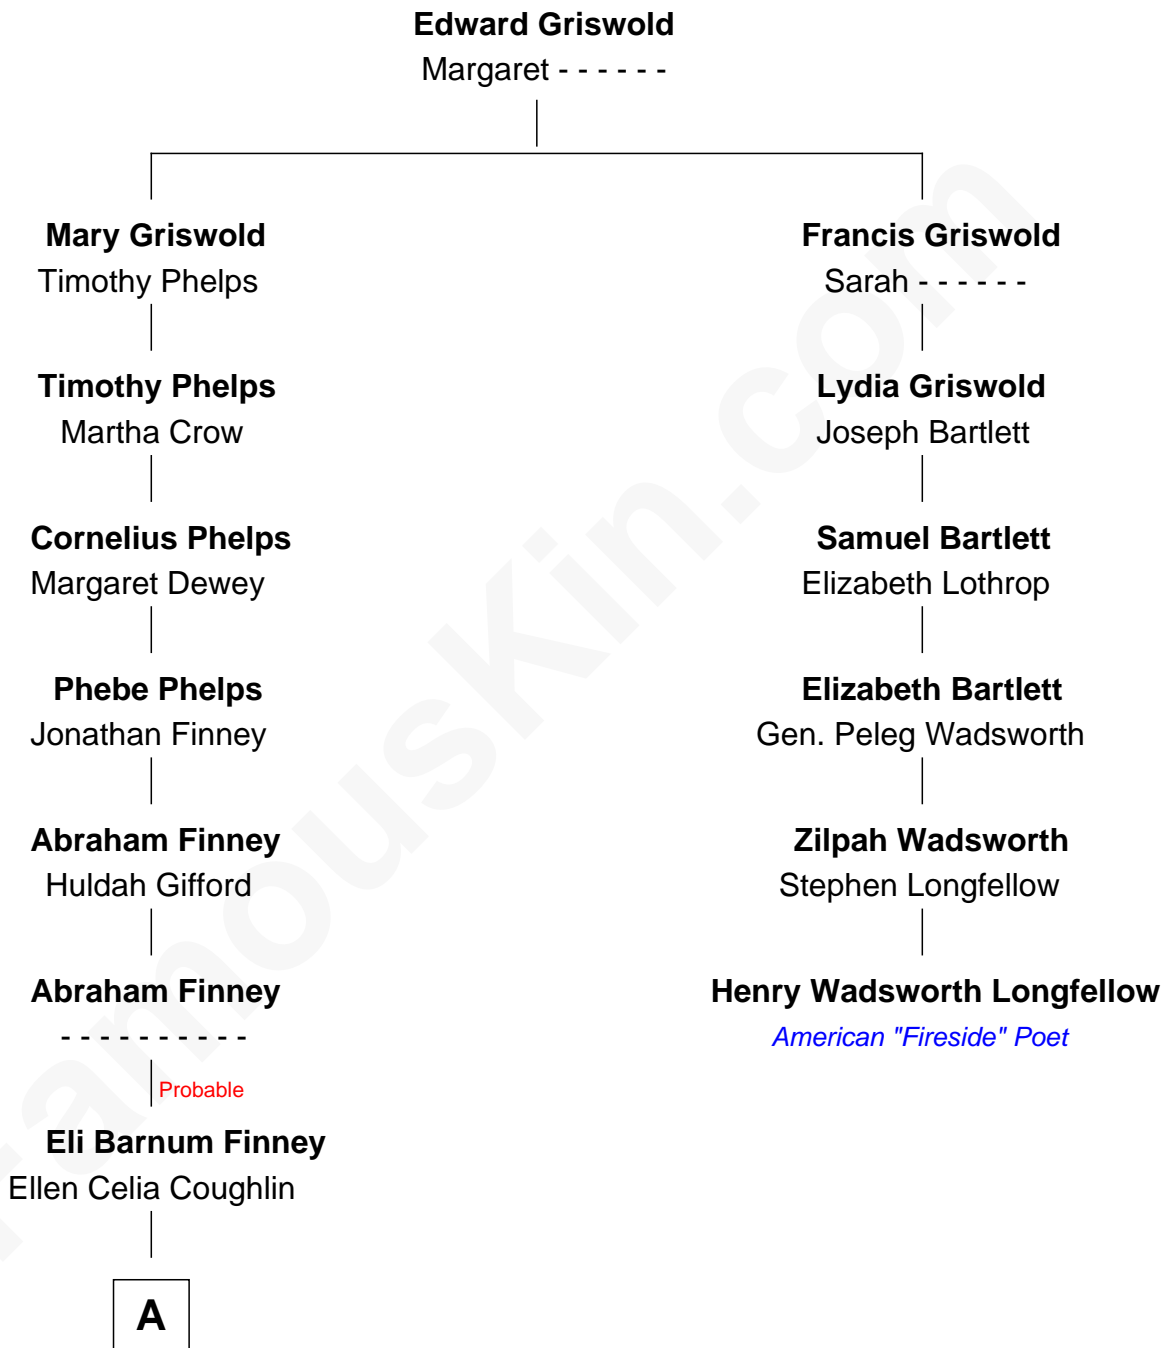 Edward Griswold
Margaret - - - - - -
Mary Griswold
Timothy Phelps
Francis Griswold
Sarah - - - - - -
Timothy Phelps
Martha Crow
Lydia Griswold
Joseph Bartlett
Cornelius Phelps
Margaret Dewey
Samuel Bartlett
Elizabeth Lothrop
Phebe Phelps
Jonathan Finney
Elizabeth Bartlett
Gen. Peleg Wadsworth
Abraham Finney
Huldah Gifford
Zilpah Wadsworth
Stephen Longfellow
Abraham Finney
- - - - - - - - - -
Henry Wadsworth Longfellow
American "Fireside" Poet
Probable
Eli Barnum Finney
Ellen Celia Coughlin
A
FamousKin.com